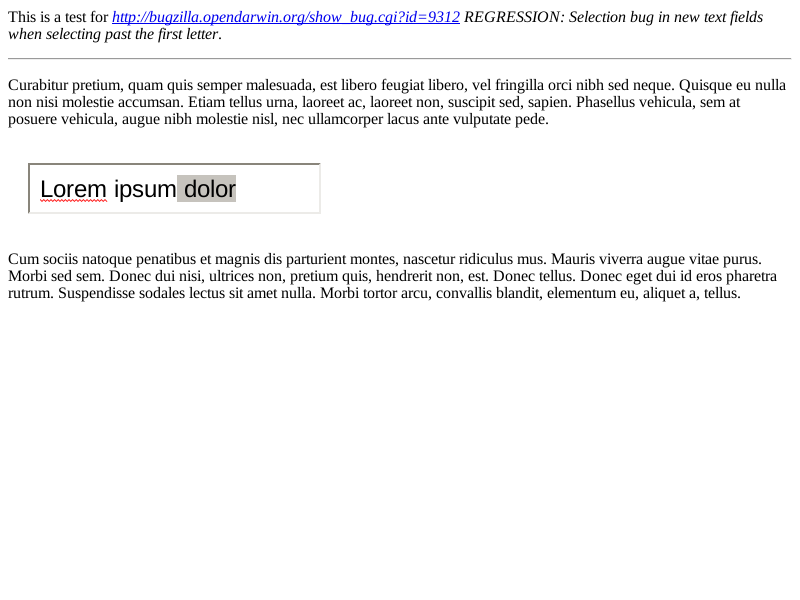 This is a test for http://bugzilla.opendarwin.org/show_bug.cgi?id=9312 REGRESSION: Selection bug in new text fields
when selecting past the first letter.
Curabitur pretium, quam quis semper malesuada, est libero feugiat libero, vel fringilla orci nibh sed neque. Quisque eu nulla
non nisi molestie accumsan. Etiam tellus urna, laoreet ac, laoreet non, suscipit sed, sapien. Phasellus vehicula, sem at
posuere vehicula, augue nibh molestie nisl, nec ullamcorper lacus ante vulputate pede.
Lorem ipsum dolor
Cum sociis natoque penatibus et magnis dis parturient montes, nascetur ridiculus mus. Mauris viverra augue vitae purus.
Morbi sed sem. Donec dui nisi, ultrices non, pretium quis, hendrerit non, est. Donec tellus. Donec eget dui id eros pharetra
rutrum. Suspendisse sodales lectus sit amet nulla. Morbi tortor arcu, convallis blandit, elementum eu, aliquet a, tellus.